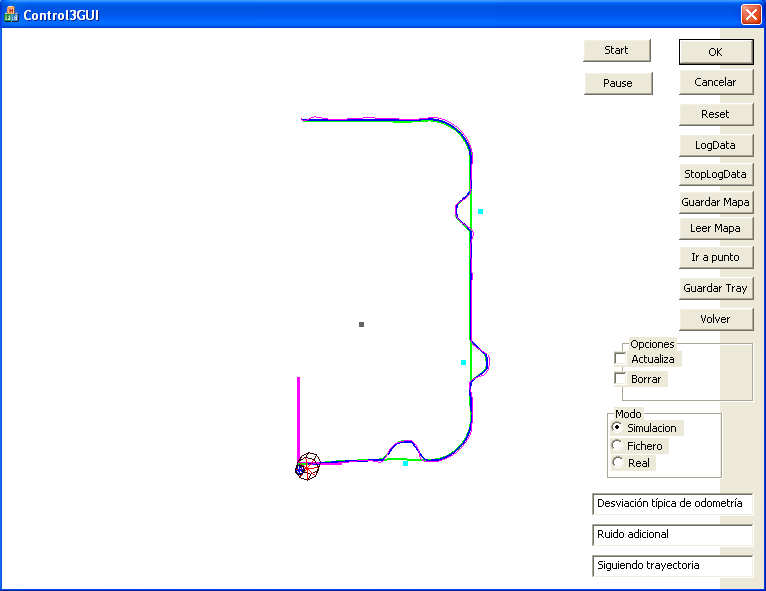 Control3GUI
Start
OK
Pause
Cancelar
Reset
LogData
StopLogData
Guardar Mapa
Leer Mapa
Ir a punto
Guardar Tray
Volver
Opciones
Actualiza
Borrar
Modo
Simulacion
Fichero
Real
Desviación típica de odometría
Ruido adicional
Siguiendo trayectoria